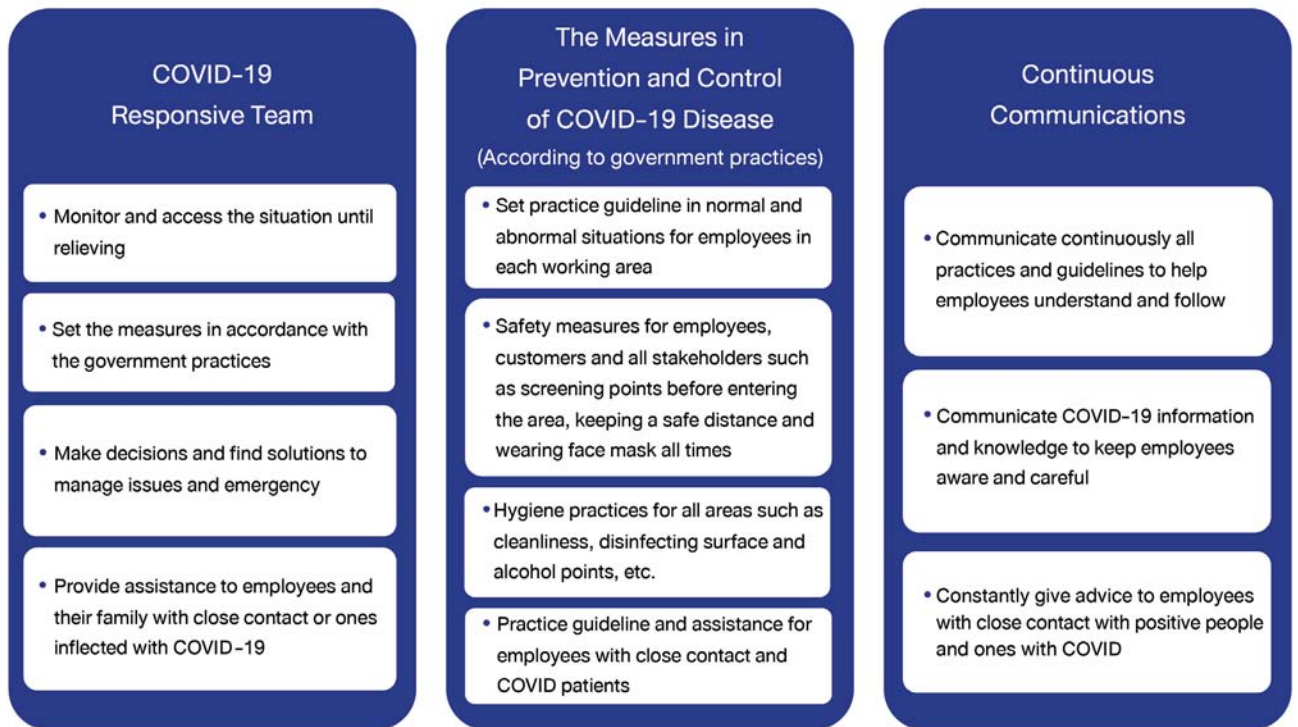 COVID-19
Responsive Team
• Monitor and access the situation until
relieving
• Set the measures in accordance with
the government practices
• Make decisions and find solutions to
manage issues and emergency
• Provide assistance to employees and
their family with close contact or ones
inflected with COVID-19
The Measures in
Prevention and Control
of COVID-19 Disease
(According to government practices)
• Set practice guideline in normal and
abnormal situations for employees in
each working area
• Safety measures for employees,
customers and all stakeholders such
as screening points before entering
the area, keeping a safe distance and
wearing face mask all times
• Hygiene practices for all areas such as
cleanliness, disinfecting surface and
alcohol points, etc.
• Practice guideline and assistance for
employees with close contact and
COVID patients
Continuous
Communications
• Communicate continuously all
practices and guidelines to help
employees understand and follow
• Communicate COVID-19 information
and knowledge to keep employees
aware and careful
• Constantly give advice to employees
with close contact with positive people
and ones with COVID